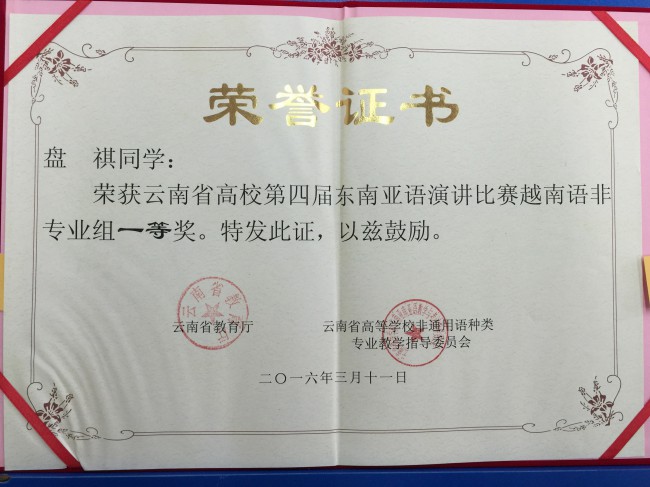 荣誉证书
盘 祺同学：
荣获云南省高校第四届东南亚语演讲比赛越南语非
专业组一等奖。特发此证，以兹鼓励。
云南省教育厅
云南省高等学校非通用语种类
专业教学指导委员会
二〇一六年三月十一日